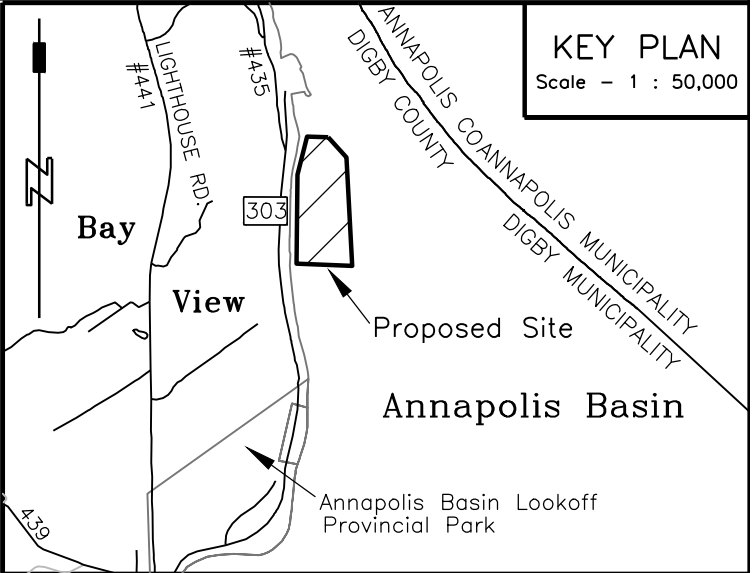 KEY PLAN
Scale - 1 : 50,000
#441
LIGHTHOUSE RD.
#435
ANNAPOLIS CO
DIGBY COUNTY
ANNAPOLIS MUNICIPALITY
DIGBY MUNICIPALITY
303
Bay
View
Proposed Site
Annapolis Basin
Annapolis Basin Lookoff
Provincial Park
439